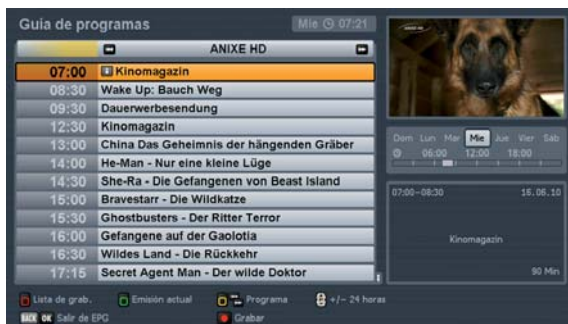 Guia de programas
Mie 07:21
ANIXE HD
07:00 Kinomagazin
08:30 Wake Up: Bauch Weg
09:30 Dauerwerbesendung
12:30 Kinomagazin
13:00 China Das Geheimnis der hängenden Gräber
14:00 He-Man - Nur eine kleine Lüge
14:30 She-Ra - Die Gefangenen von Beast Island
15:00 Bravestarr - Die Wildkatze
15:30 Ghostbusters - Der Ritter Terror
16:00 Gefangene auf der Gaolotia
16:30 Wildes Land - Die Rückkehr
17:15 Secret Agent Man - Der wilde Doktor
Dom Lun Mar Mie Jue Vier Sab
06:00 12:00 18:00
07:00-08:30 16.06.10
Kinomagazin
90 Min
Lista de grab. Emisión actual Programa +/- 24 horas
BACK OK Salir de EPG Grabar